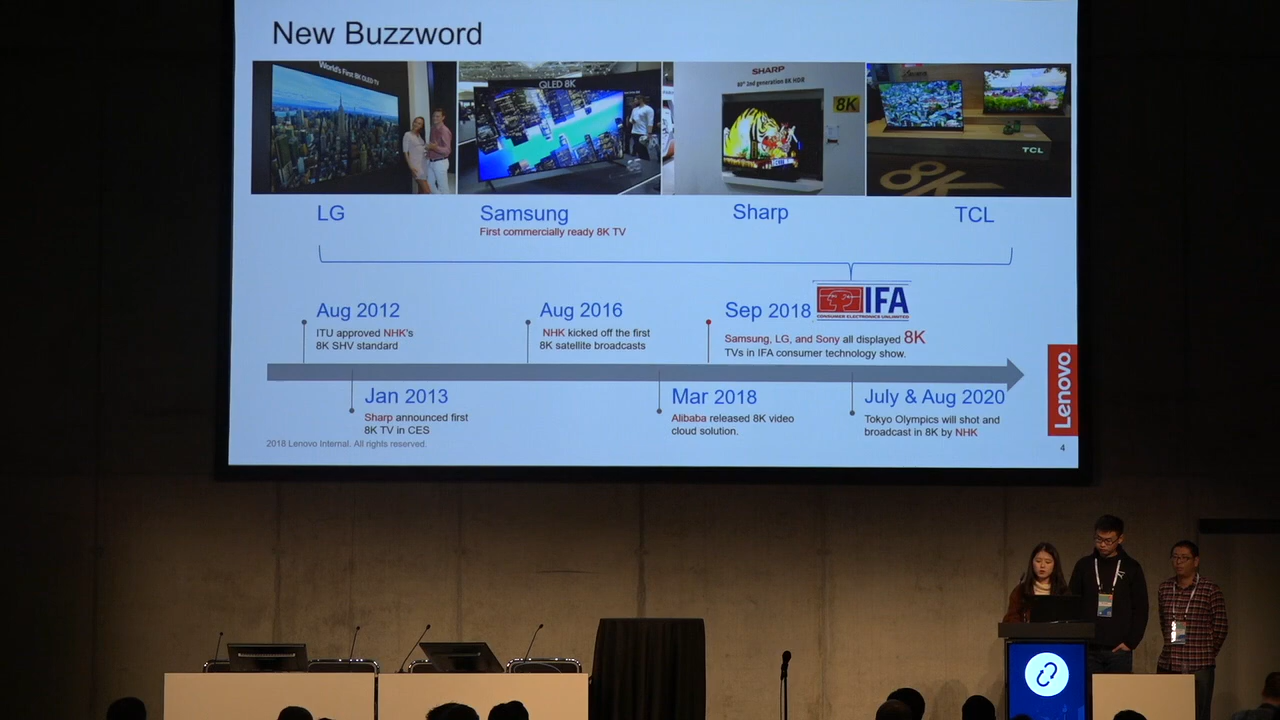 New Buzzword
World's First 8K OLED TV
QLED 8K
SHARP
2nd generation 8K HDR
8K
TCL
8K
LG
Samsung
Sharp
TCL
First commercially ready 8K TV
IFA
CONSUMER ELECTRONICS UNLIMITED
Aug 2012
ITU approved NHK's
8K SHV standard
Aug 2016
NHK kicked off the first
8K satellite broadcasts
Sep 2018
Samsung, LG, and Sony all displayed 8K
TVs in IFA consumer technology show.
Jan 2013
Sharp announced first
8K TV in CES
Mar 2018
Alibaba released 8K video
cloud solution.
July & Aug 2020
Tokyo Olympics will shot and
broadcast in 8K by NHK
Lenovo
2018 Lenovo Internal. All rights reserved.
4